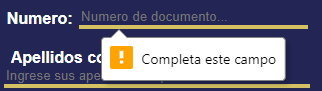 Numero: Numero de documento...
Completa este campo
Apellidos co
Ingrese sus ape